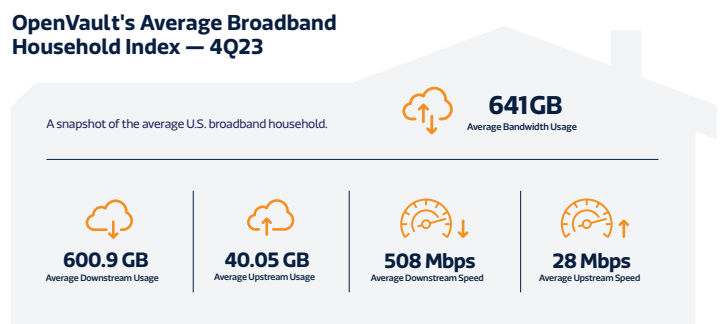 OpenVault's Average Broadband
Household Index — 4Q23
A snapshot of the average U.S. broadband household.
641GB
Average Bandwidth Usage
600.9 GB
Average Downstream Usage
40.05 GB
Average Upstream Usage
508 Mbps
Average Downstream Speed
28 Mbps
Average Upstream Speed